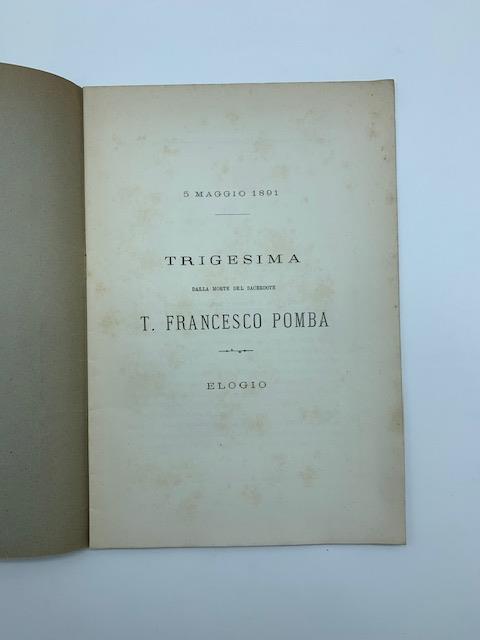 5 MAGGIO 1891
TRIGESIMA
DALLA MORTE DEL SACERDOTE
T. FRANCESCO POMBA
ELOGIO